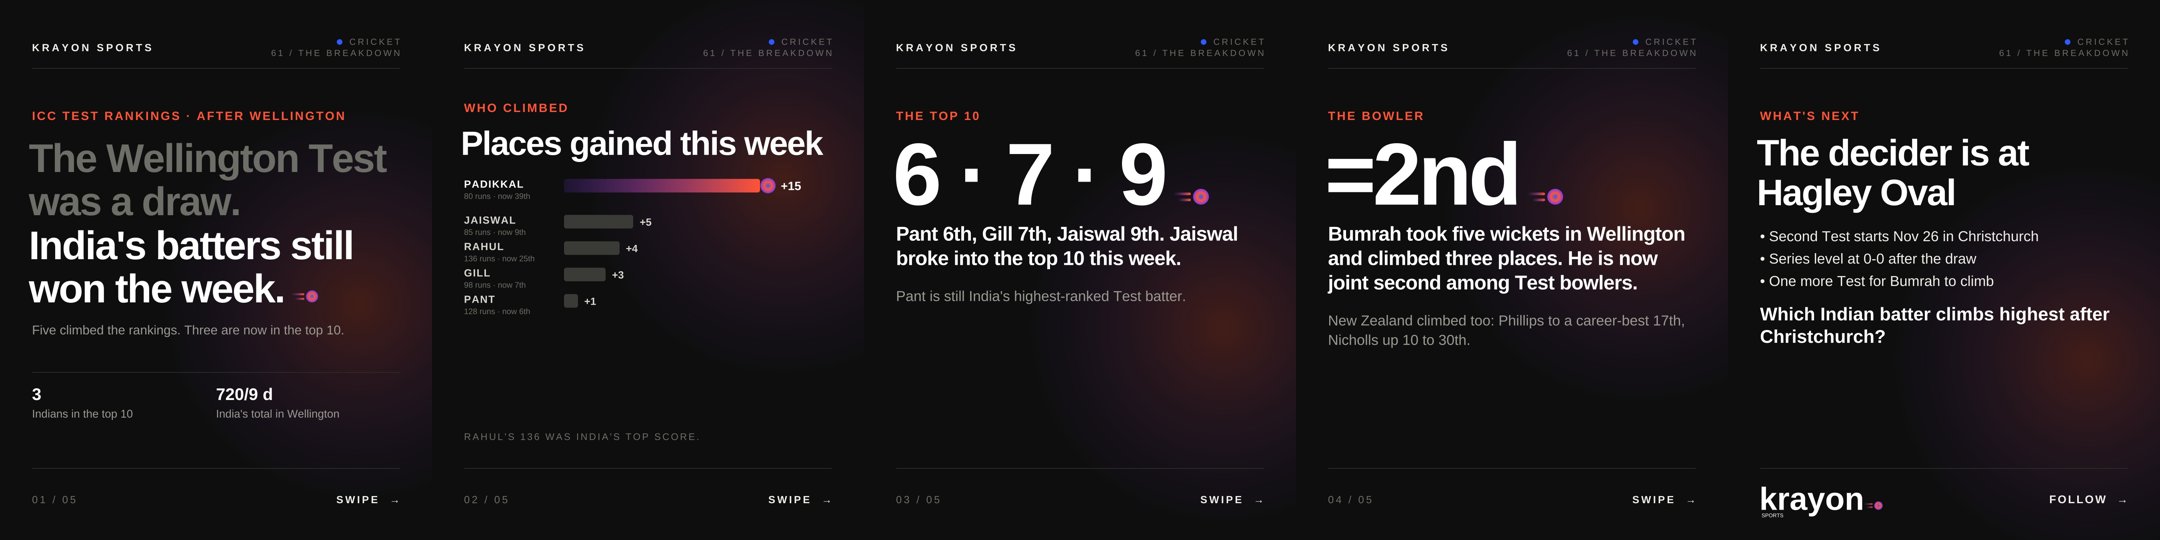 KRAYON SPORTS
CRICKET
61 / THE BREAKDOWN
ICC TEST RANKINGS · AFTER WELLINGTON
The Wellington Test
was a draw.
India's batters still
won the week.
Five climbed the rankings. Three are now in the top 10.
3
Indians in the top 10
720/9 d
India's total in Wellington
01 / 05
SWIPE →
KRAYON SPORTS
CRICKET
61 / THE BREAKDOWN
WHO CLIMBED
Places gained this week
PADIKKAL
80 runs · now 39th
+15
JAISWAL
85 runs · now 9th
+5
RAHUL
136 runs · now 25th
+4
GILL
98 runs · now 7th
+3
PANT
128 runs · now 6th
+1
RAHUL'S 136 WAS INDIA'S TOP SCORE.
02 / 05
SWIPE →
KRAYON SPORTS
CRICKET
61 / THE BREAKDOWN
THE TOP 10
6 · 7 · 9
Pant 6th, Gill 7th, Jaiswal 9th. Jaiswal
broke into the top 10 this week.
Pant is still India's highest-ranked Test batter.
03 / 05
SWIPE →
KRAYON SPORTS
CRICKET
61 / THE BREAKDOWN
THE BOWLER
=2nd
Bumrah took five wickets in Wellington
and climbed three places. He is now
joint second among Test bowlers.
New Zealand climbed too: Phillips to a career-best 17th,
Nicholls up 10 to 30th.
04 / 05
SWIPE →
KRAYON SPORTS
CRICKET
61 / THE BREAKDOWN
WHAT'S NEXT
The decider is at
Hagley Oval
• Second Test starts Nov 26 in Christchurch
• Series level at 0-0 after the draw
• One more Test for Bumrah to climb
Which Indian batter climbs highest after
Christchurch?
krayon
SPORTS
FOLLOW →